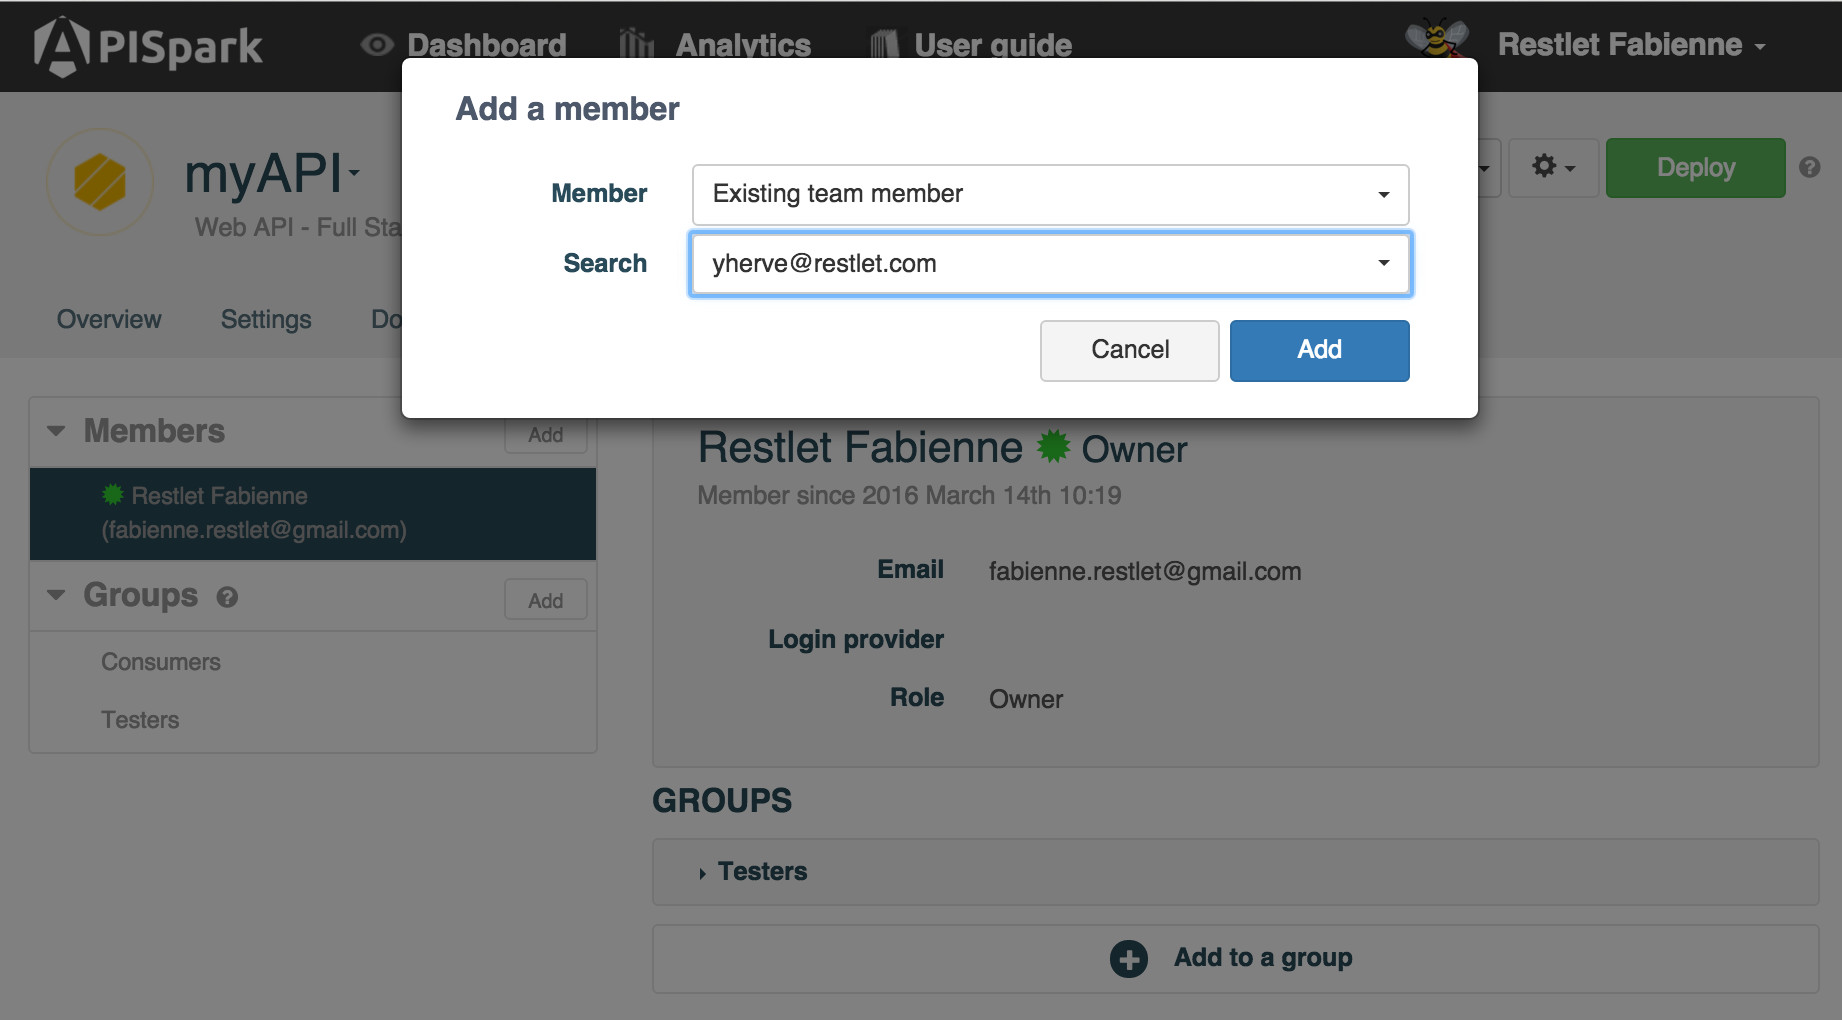 APISpark
Dashboard
Analytics
User guide
Restlet Fabienne
Add a member
Member
Existing team member
Search
yherve@restlet.com
Cancel
Add
myAPI
Web API - Full Sta
Deploy
?
Overview
Settings
Do
Members
Add
Restlet Fabienne
(fabienne.restlet@gmail.com)
Groups ?
Add
Consumers
Testers
Restlet Fabienne Owner
Member since 2016 March 14th 10:19
Email fabienne.restlet@gmail.com
Login provider
Role Owner
GROUPS
Testers
Add to a group